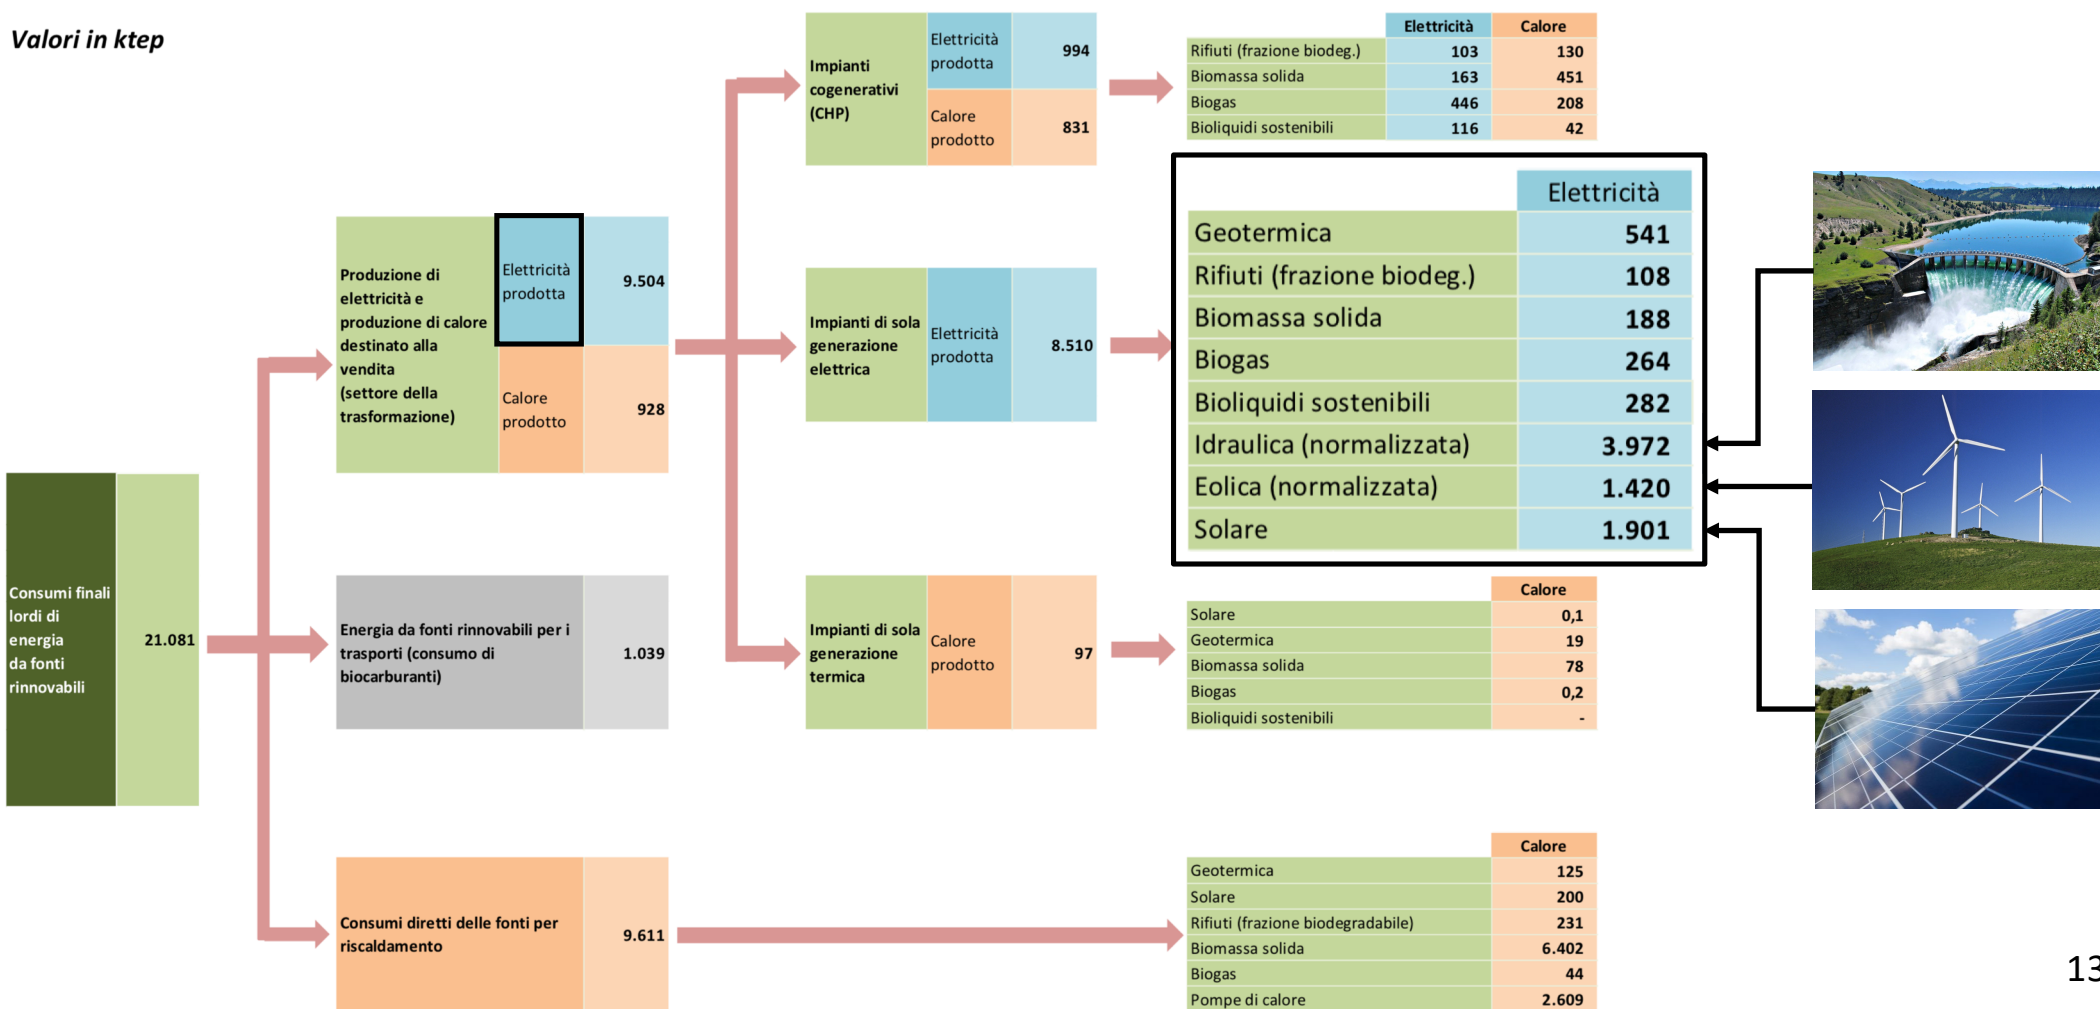 Valori in ktep
Consumi finali
lordi di
energia
da fonti
rinnovabili
21.081
Produzione di
elettricità e
produzione di calore
destinato alla
vendita
(settore della
trasformazione)
Elettricità
prodotta
9.504
Calore
prodotto
928
Energia da fonti rinnovabili per i
trasporti (consumo di
biocarburanti)
1.039
Consumi diretti delle fonti per
riscaldamento
9.611
Impianti
cogenerativi
(CHP)
Elettricità
prodotta
994
Calore
prodotto
831
Impianti di sola
generazione
elettrica
Elettricità
prodotta
8.510
Impianti di sola
generazione
termica
Calore
prodotto
97
Elettricità Calore
Rifiuti (frazione biodeg.) 103 130
Biomassa solida 163 451
Biogas 446 208
Bioliquidi sostenibili 116 42
Elettricità
Geotermica 541
Rifiuti (frazione biodeg.) 108
Biomassa solida 188
Biogas 264
Bioliquidi sostenibili 282
Idraulica (normalizzata) 3.972
Eolica (normalizzata) 1.420
Solare 1.901
Calore
Solare 0,1
Geotermica 19
Biomassa solida 78
Biogas 0,2
Bioliquidi sostenibili -
Calore
Geotermica 125
Solare 200
Rifiuti (frazione biodegradabile) 231
Biomassa solida 6.402
Biogas 44
Pompe di calore 2.609
13